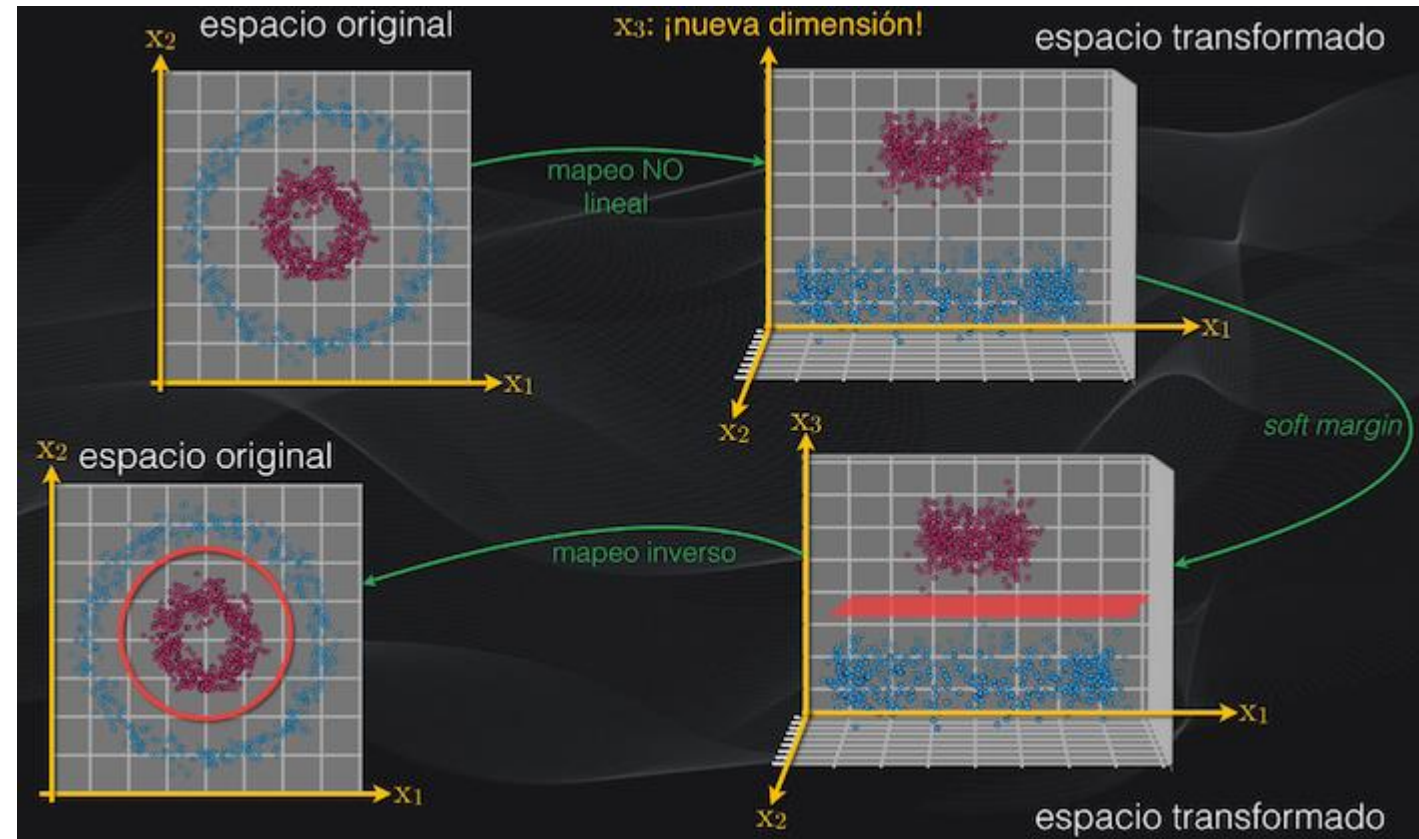 espacio original
x₃: ¡nueva dimensión!
espacio transformado
x₂
mapeo NO
lineal
x₁
x₁
x₂
soft margin
x₃
x₂
espacio original
mapeo inverso
x₁
x₁
x₂
espacio transformado